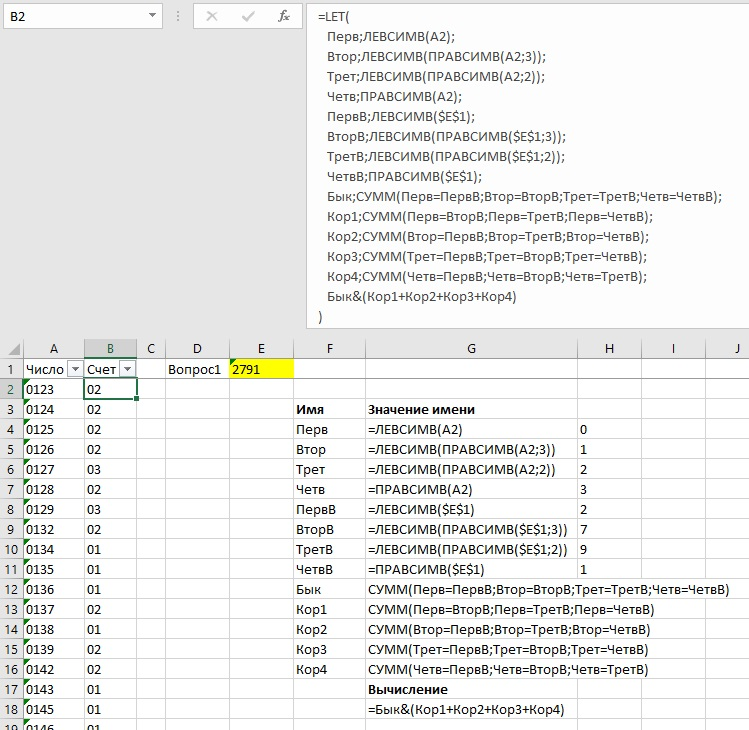 B2
fx
=LET(
Перв;ЛЕВСИМВ(A2);
Втор;ЛЕВСИМВ(ПРАВСИМВ(A2;3));
Трет;ЛЕВСИМВ(ПРАВСИМВ(A2;2));
Четв;ПРАВСИМВ(A2);
ПервВ;ЛЕВСИМВ($E$1);
ВторВ;ЛЕВСИМВ(ПРАВСИМВ($E$1;3));
ТретВ;ЛЕВСИМВ(ПРАВСИМВ($E$1;2));
ЧетвВ;ПРАВСИМВ($E$1);
Бык;СУММ(Перв=ПервВ;Втор=ВторВ;Трет=ТретВ;Четв=ЧетвВ);
Кор1;СУММ(Перв=ВторВ;Перв=ТретВ;Перв=ЧетвВ);
Кор2;СУММ(Втор=ПервВ;Втор=ТретВ;Втор=ЧетвВ);
Кор3;СУММ(Трет=ПервВ;Трет=ВторВ;Трет=ЧетвВ);
Кор4;СУММ(Четв=ПервВ;Четв=ВторВ;Четв=ТретВ);
Бык&(Кор1+Кор2+Кор3+Кор4)
)
A B C D E F G H I J
1 Число Счет Вопрос1 2791
2 0123 02
3 0124 02 Имя Значение имени
4 0125 02 Перв =ЛЕВСИМВ(A2) 0
5 0126 02 Втор =ЛЕВСИМВ(ПРАВСИМВ(A2;3)) 1
6 0127 03 Трет =ЛЕВСИМВ(ПРАВСИМВ(A2;2)) 2
7 0128 02 Четв =ПРАВСИМВ(A2) 3
8 0129 03 ПервВ =ЛЕВСИМВ($E$1) 2
9 0132 02 ВторВ =ЛЕВСИМВ(ПРАВСИМВ($E$1;3)) 7
10 0134 01 ТретВ =ЛЕВСИМВ(ПРАВСИМВ($E$1;2)) 9
11 0135 01 ЧетвВ =ПРАВСИМВ($E$1) 1
12 0136 01 Бык СУММ(Перв=ПервВ;Втор=ВторВ;Трет=ТретВ;Четв=ЧетвВ)
13 0137 02 Кор1 СУММ(Перв=ВторВ;Перв=ТретВ;Перв=ЧетвВ)
14 0138 01 Кор2 СУММ(Втор=ПервВ;Втор=ТретВ;Втор=ЧетвВ)
15 0139 02 Кор3 СУММ(Трет=ПервВ;Трет=ВторВ;Трет=ЧетвВ)
16 0142 02 Кор4 СУММ(Четв=ПервВ;Четв=ВторВ;Четв=ТретВ)
17 0143 01 Вычисление
18 0145 01 =Бык&(Кор1+Кор2+Кор3+Кор4)
19 0146 01